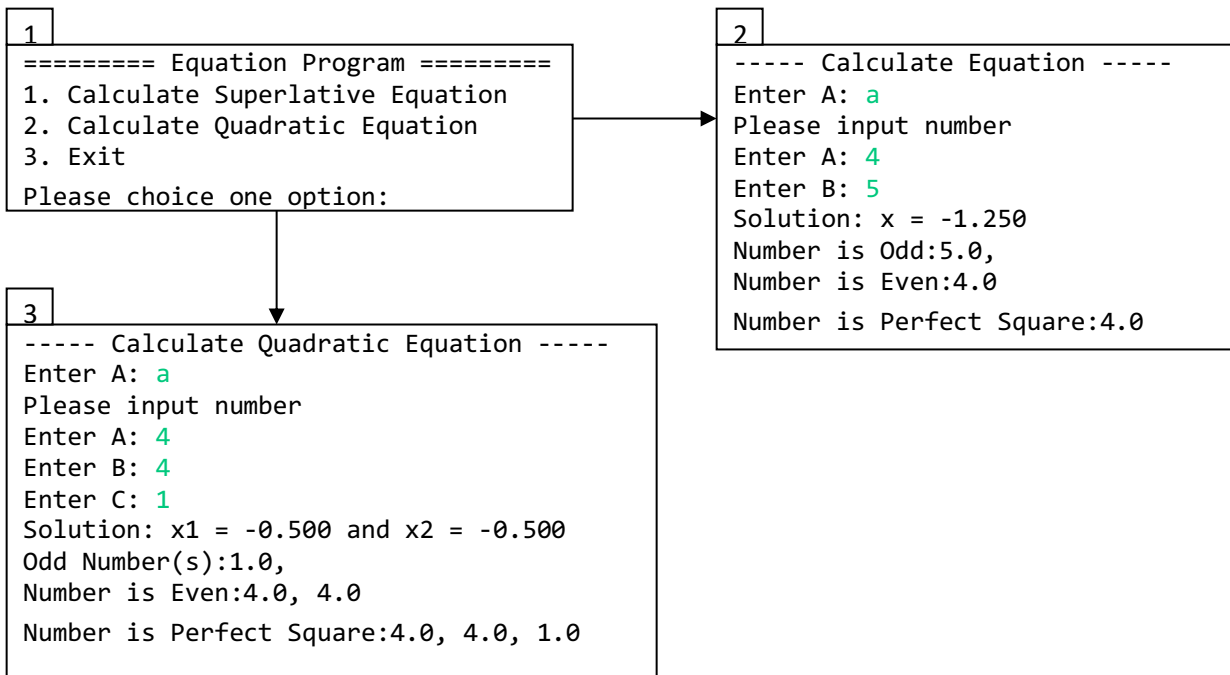 1
========= Equation Program =========
1. Calculate Superlative Equation
2. Calculate Quadratic Equation
3. Exit
Please choice one option:
2
----- Calculate Equation -----
Enter A: a
Please input number
Enter A: 4
Enter B: 5
Solution: x = -1.250
Number is Odd:5.0,
Number is Even:4.0
Number is Perfect Square:4.0
3
----- Calculate Quadratic Equation -----
Enter A: a
Please input number
Enter A: 4
Enter B: 4
Enter C: 1
Solution: x1 = -0.500 and x2 = -0.500
Odd Number(s):1.0,
Number is Even:4.0, 4.0
Number is Perfect Square:4.0, 4.0, 1.0